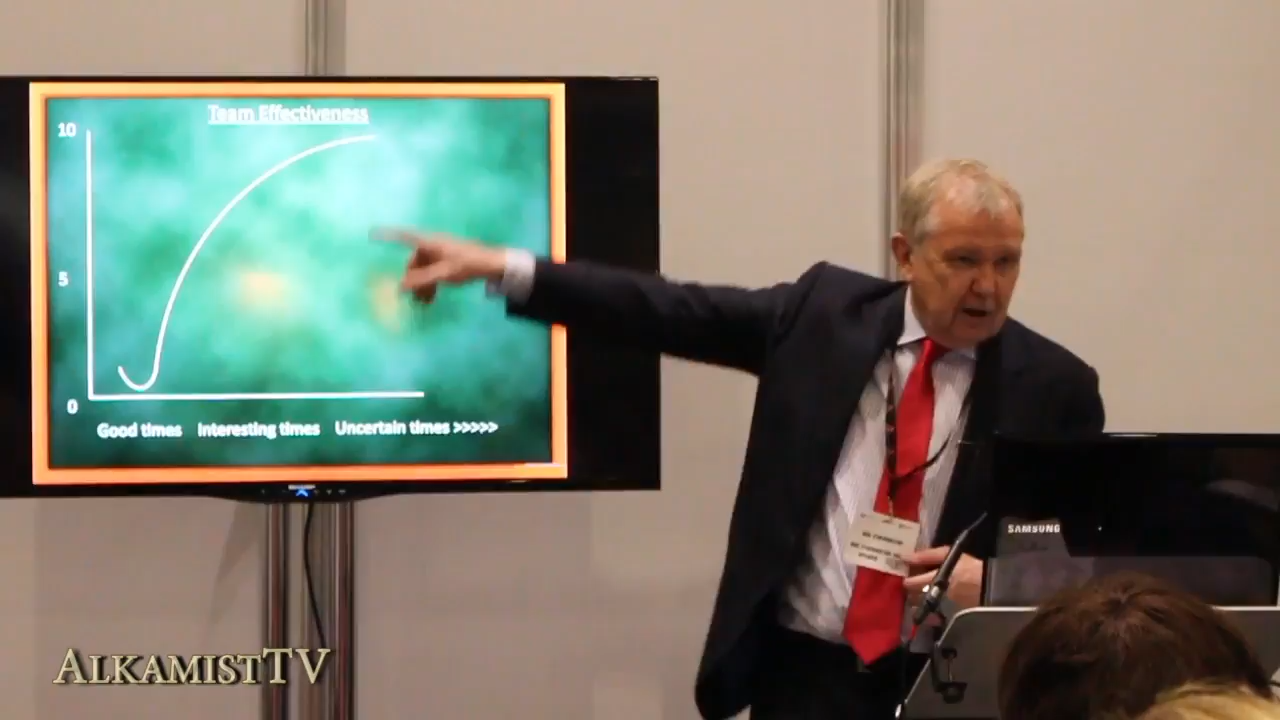 Team Effectiveness
10
5
0
Good times Interesting times Uncertain times >>>>>
SAMSUNG
ALKAMISTTV